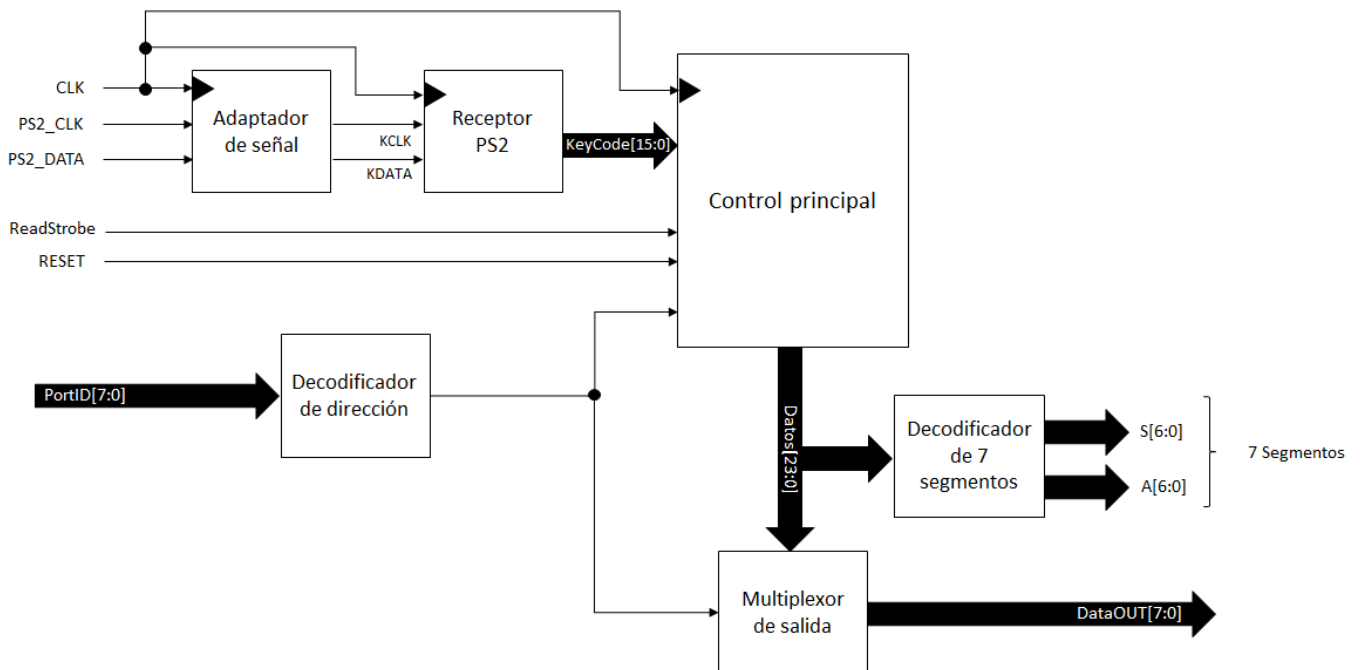 CLK
PS2_CLK
PS2_DATA
Adaptador
de señal
KCLK
KDATA
Receptor
PS2
KeyCode[15:0]
Control principal
ReadStrobe
RESET
PortID[7:0]
Decodificador
de dirección
Datos[23:0]
Decodificador
de 7
segmentos
S[6:0]
A[6:0]
7 Segmentos
Multiplexor
de salida
DataOUT[7:0]